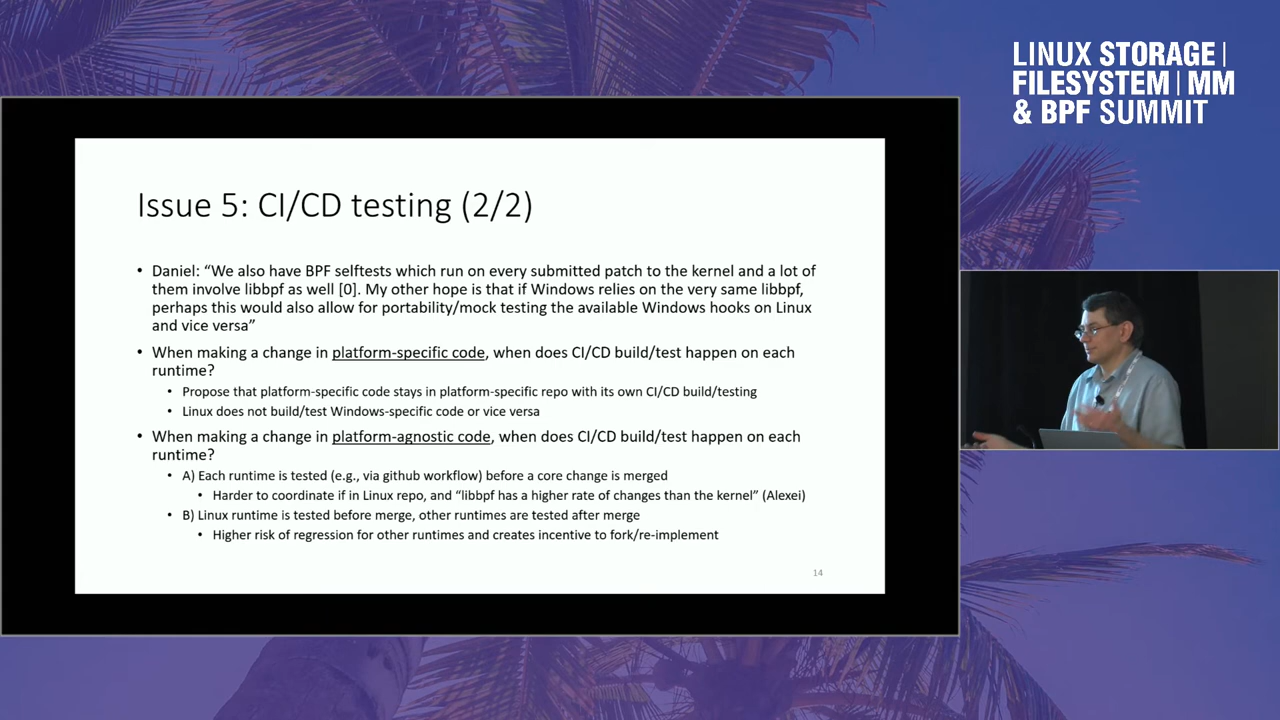 LINUX STORAGE |
FILESYSTEM | MM
& BPF SUMMIT
Issue 5: CI/CD testing (2/2)
• Daniel: “We also have BPF selftests which run on every submitted patch to the kernel and a lot of
them involve libbpf as well [0]. My other hope is that if Windows relies on the very same libbpf,
perhaps this would also allow for portability/mock testing the available Windows hooks on Linux
and vice versa”
• When making a change in platform-specific code, when does CI/CD build/test happen on each
runtime?
• Propose that platform-specific code stays in platform-specific repo with its own CI/CD build/testing
• Linux does not build/test Windows-specific code or vice versa
• When making a change in platform-agnostic code, when does CI/CD build/test happen on each
runtime?
• A) Each runtime is tested (e.g., via github workflow) before a core change is merged
• Harder to coordinate if in Linux repo, and “libbpf has a higher rate of changes than the kernel” (Alexei)
• B) Linux runtime is tested before merge, other runtimes are tested after merge
• Higher risk of regression for other runtimes and creates incentive to fork/re-implement
14